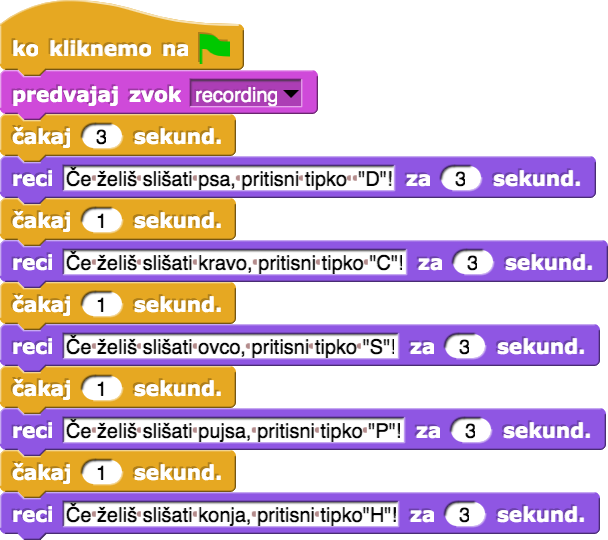 ko kliknemo na
predvajaj zvok recording
čakaj 3 sekund.
reci Če želiš slišati psa, pritisni tipko  "D"! za 3 sekund.
čakaj 1 sekund.
reci Če želiš slišati kravo, pritisni tipko "C"! za 3 sekund.
čakaj 1 sekund.
reci Če želiš slišati ovco, pritisni tipko "S"! za 3 sekund.
čakaj 1 sekund.
reci Če želiš slišati pujsa, pritisni tipko "P"! za 3 sekund.
čakaj 1 sekund.
reci Če želiš slišati konja, pritisni tipko"H"! za 3 sekund.